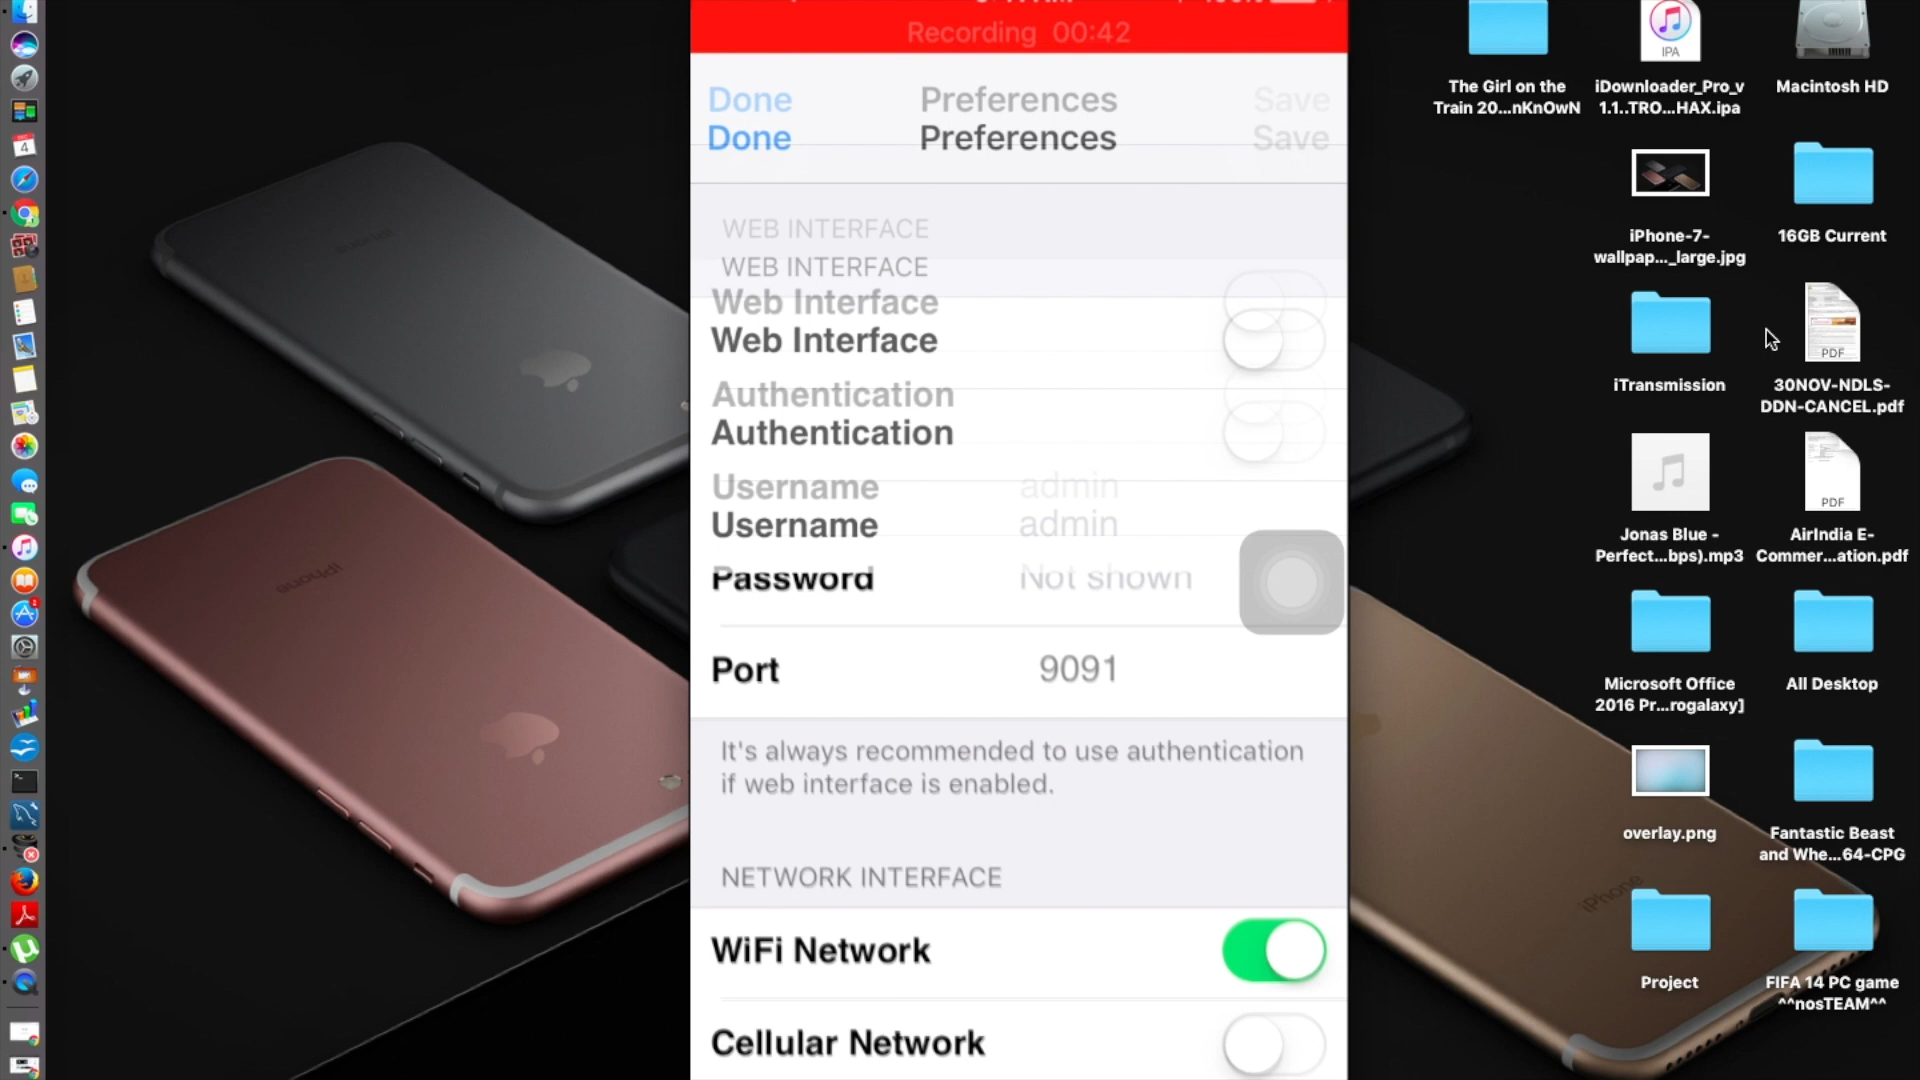 Recording 00:42
Done Preferences Save
Done Preferences Save
WEB INTERFACE
WEB INTERFACE
Web Interface
Web Interface
Authentication
Authentication
Username admin
Username admin
Password Not shown
Port 9091
It's always recommended to use authentication
if web interface is enabled.
NETWORK INTERFACE
WiFi Network
Cellular Network
The Girl on the
Train 20...nKnOwN
IPA
iDownloader_Pro_v
1.1..TRO...HAX.ipa
Macintosh HD
iPhone-7-
wallpap..._large.jpg
16GB Current
iTransmission
PDF
30NOV-NDLS-
DDN-CANCEL.pdf
Jonas Blue -
Perfect...bps).mp3
PDF
AirIndia E-
Commer...ation.pdf
Microsoft Office
2016 Pr...rogalaxy]
All Desktop
overlay.png
Fantastic Beast
and Whe...64-CPG
Project
FIFA 14 PC game
^^nosTEAM^^
iPhone
iPhone
iPhone
4
1